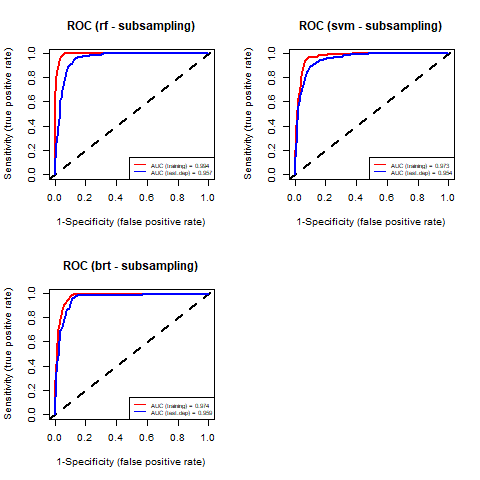 ROC (rf - subsampling)
Sensitivity (true positive rate)
1.0
0.8
0.6
0.4
0.2
0.0
AUC (training) = 0.994
AUC (test.dep) = 0.957
0.0 0.2 0.4 0.6 0.8 1.0
1-Specificity (false positive rate)
ROC (svm - subsampling)
Sensitivity (true positive rate)
1.0
0.8
0.6
0.4
0.2
0.0
AUC (training) = 0.973
AUC (test.dep) = 0.954
0.0 0.2 0.4 0.6 0.8 1.0
1-Specificity (false positive rate)
ROC (brt - subsampling)
Sensitivity (true positive rate)
1.0
0.8
0.6
0.4
0.2
0.0
AUC (training) = 0.974
AUC (test.dep) = 0.959
0.0 0.2 0.4 0.6 0.8 1.0
1-Specificity (false positive rate)